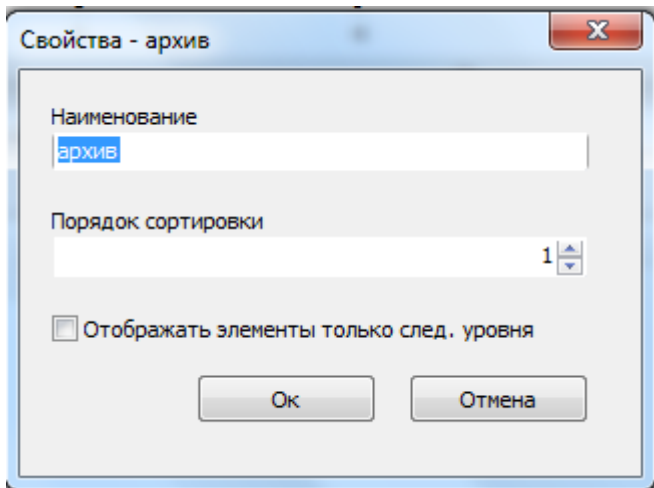 Свойства - архив
Наименование
архив
Порядок сортировки
1
Отображать элементы только след. уровня
Ок
Отмена